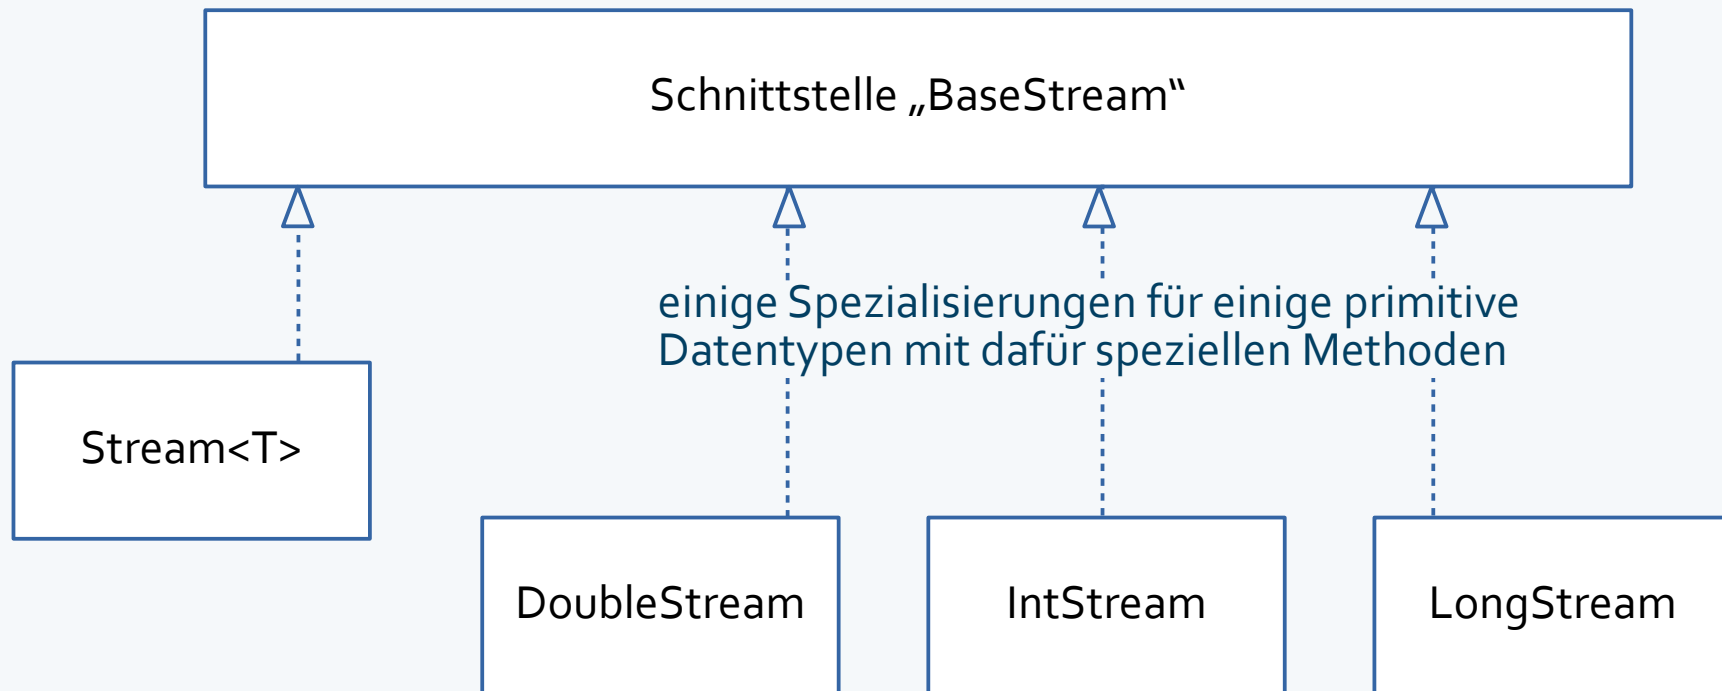 Schnittstelle „BaseStream“
einige Spezialisierungen für einige primitive
Datentypen mit dafür speziellen Methoden
Stream<T>
DoubleStream
IntStream
LongStream